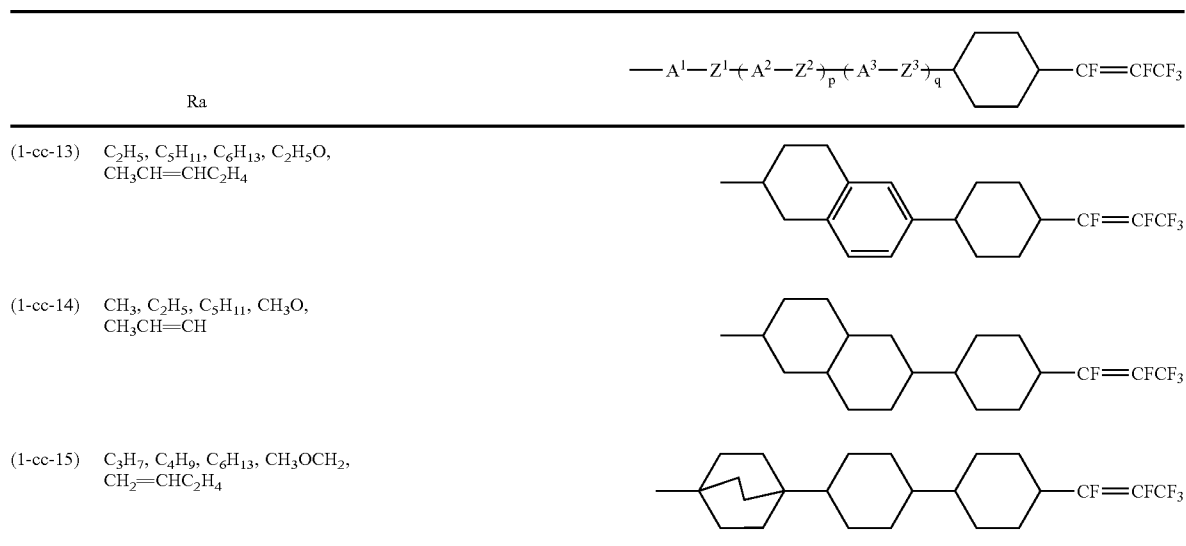 —A¹—Z¹—(A²—Z²)ₚ—(A³—Z³)q—CF=CFCF₃
Ra
(1-cc-13) C₂H₅, C₅H₁₁, C₆H₁₃, C₂H₅O,
CH₃CH=CHC₂H₄
CF=CFCF₃
(1-cc-14) CH₃, C₂H₅, C₅H₁₁, CH₃O,
CH₃CH=CH
CF=CFCF₃
(1-cc-15) C₃H₇, C₄H₉, C₆H₁₃, CH₃OCH₂,
CH₂=CHC₂H₄
CF=CFCF₃